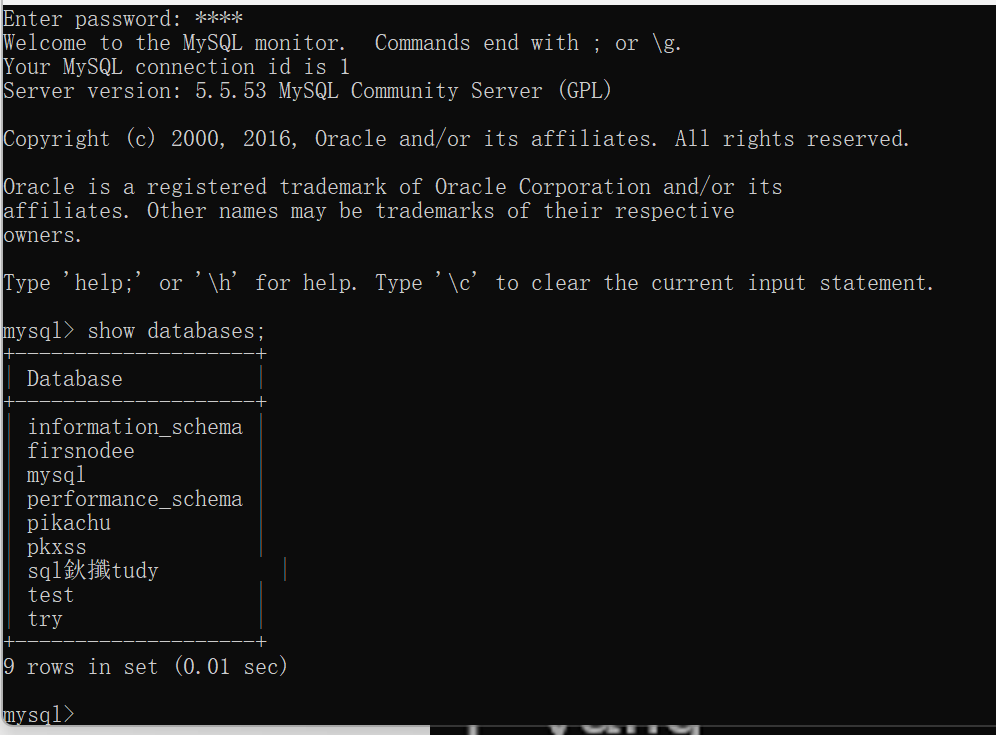 Enter password: ****
Welcome to the MySQL monitor.  Commands end with ; or \g.
Your MySQL connection id is 1
Server version: 5.5.53 MySQL Community Server (GPL)
Copyright (c) 2000, 2016, Oracle and/or its affiliates. All rights reserved.
Oracle is a registered trademark of Oracle Corporation and/or its
affiliates. Other names may be trademarks of their respective
owners.
Type 'help;' or '\h' for help. Type '\c' to clear the current input statement.
mysql> show databases;
+--------------------+
| Database           |
+--------------------+
| information_schema |
| firsnodee          |
| mysql              |
| performance_schema |
| pikachu            |
| pkxss              |
| sql鈥攕tudy          |
| test               |
| try                |
+--------------------+
9 rows in set (0.01 sec)
mysql>